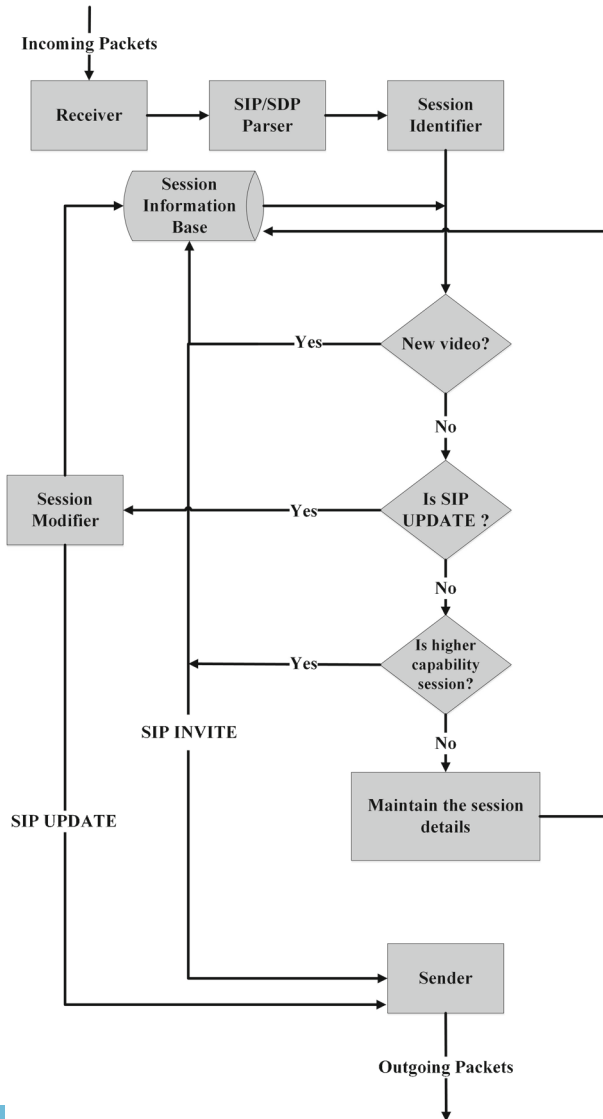 Incoming Packets
Receiver
SIP/SDP
Parser
Session
Identifier
Session
Information
Base
Yes
New video?
No
Session
Modifier
Yes
Is SIP
UPDATE ?
No
Yes
Is higher
capability
session?
SIP INVITE
No
SIP UPDATE
Maintain the session
details
Sender
Outgoing Packets